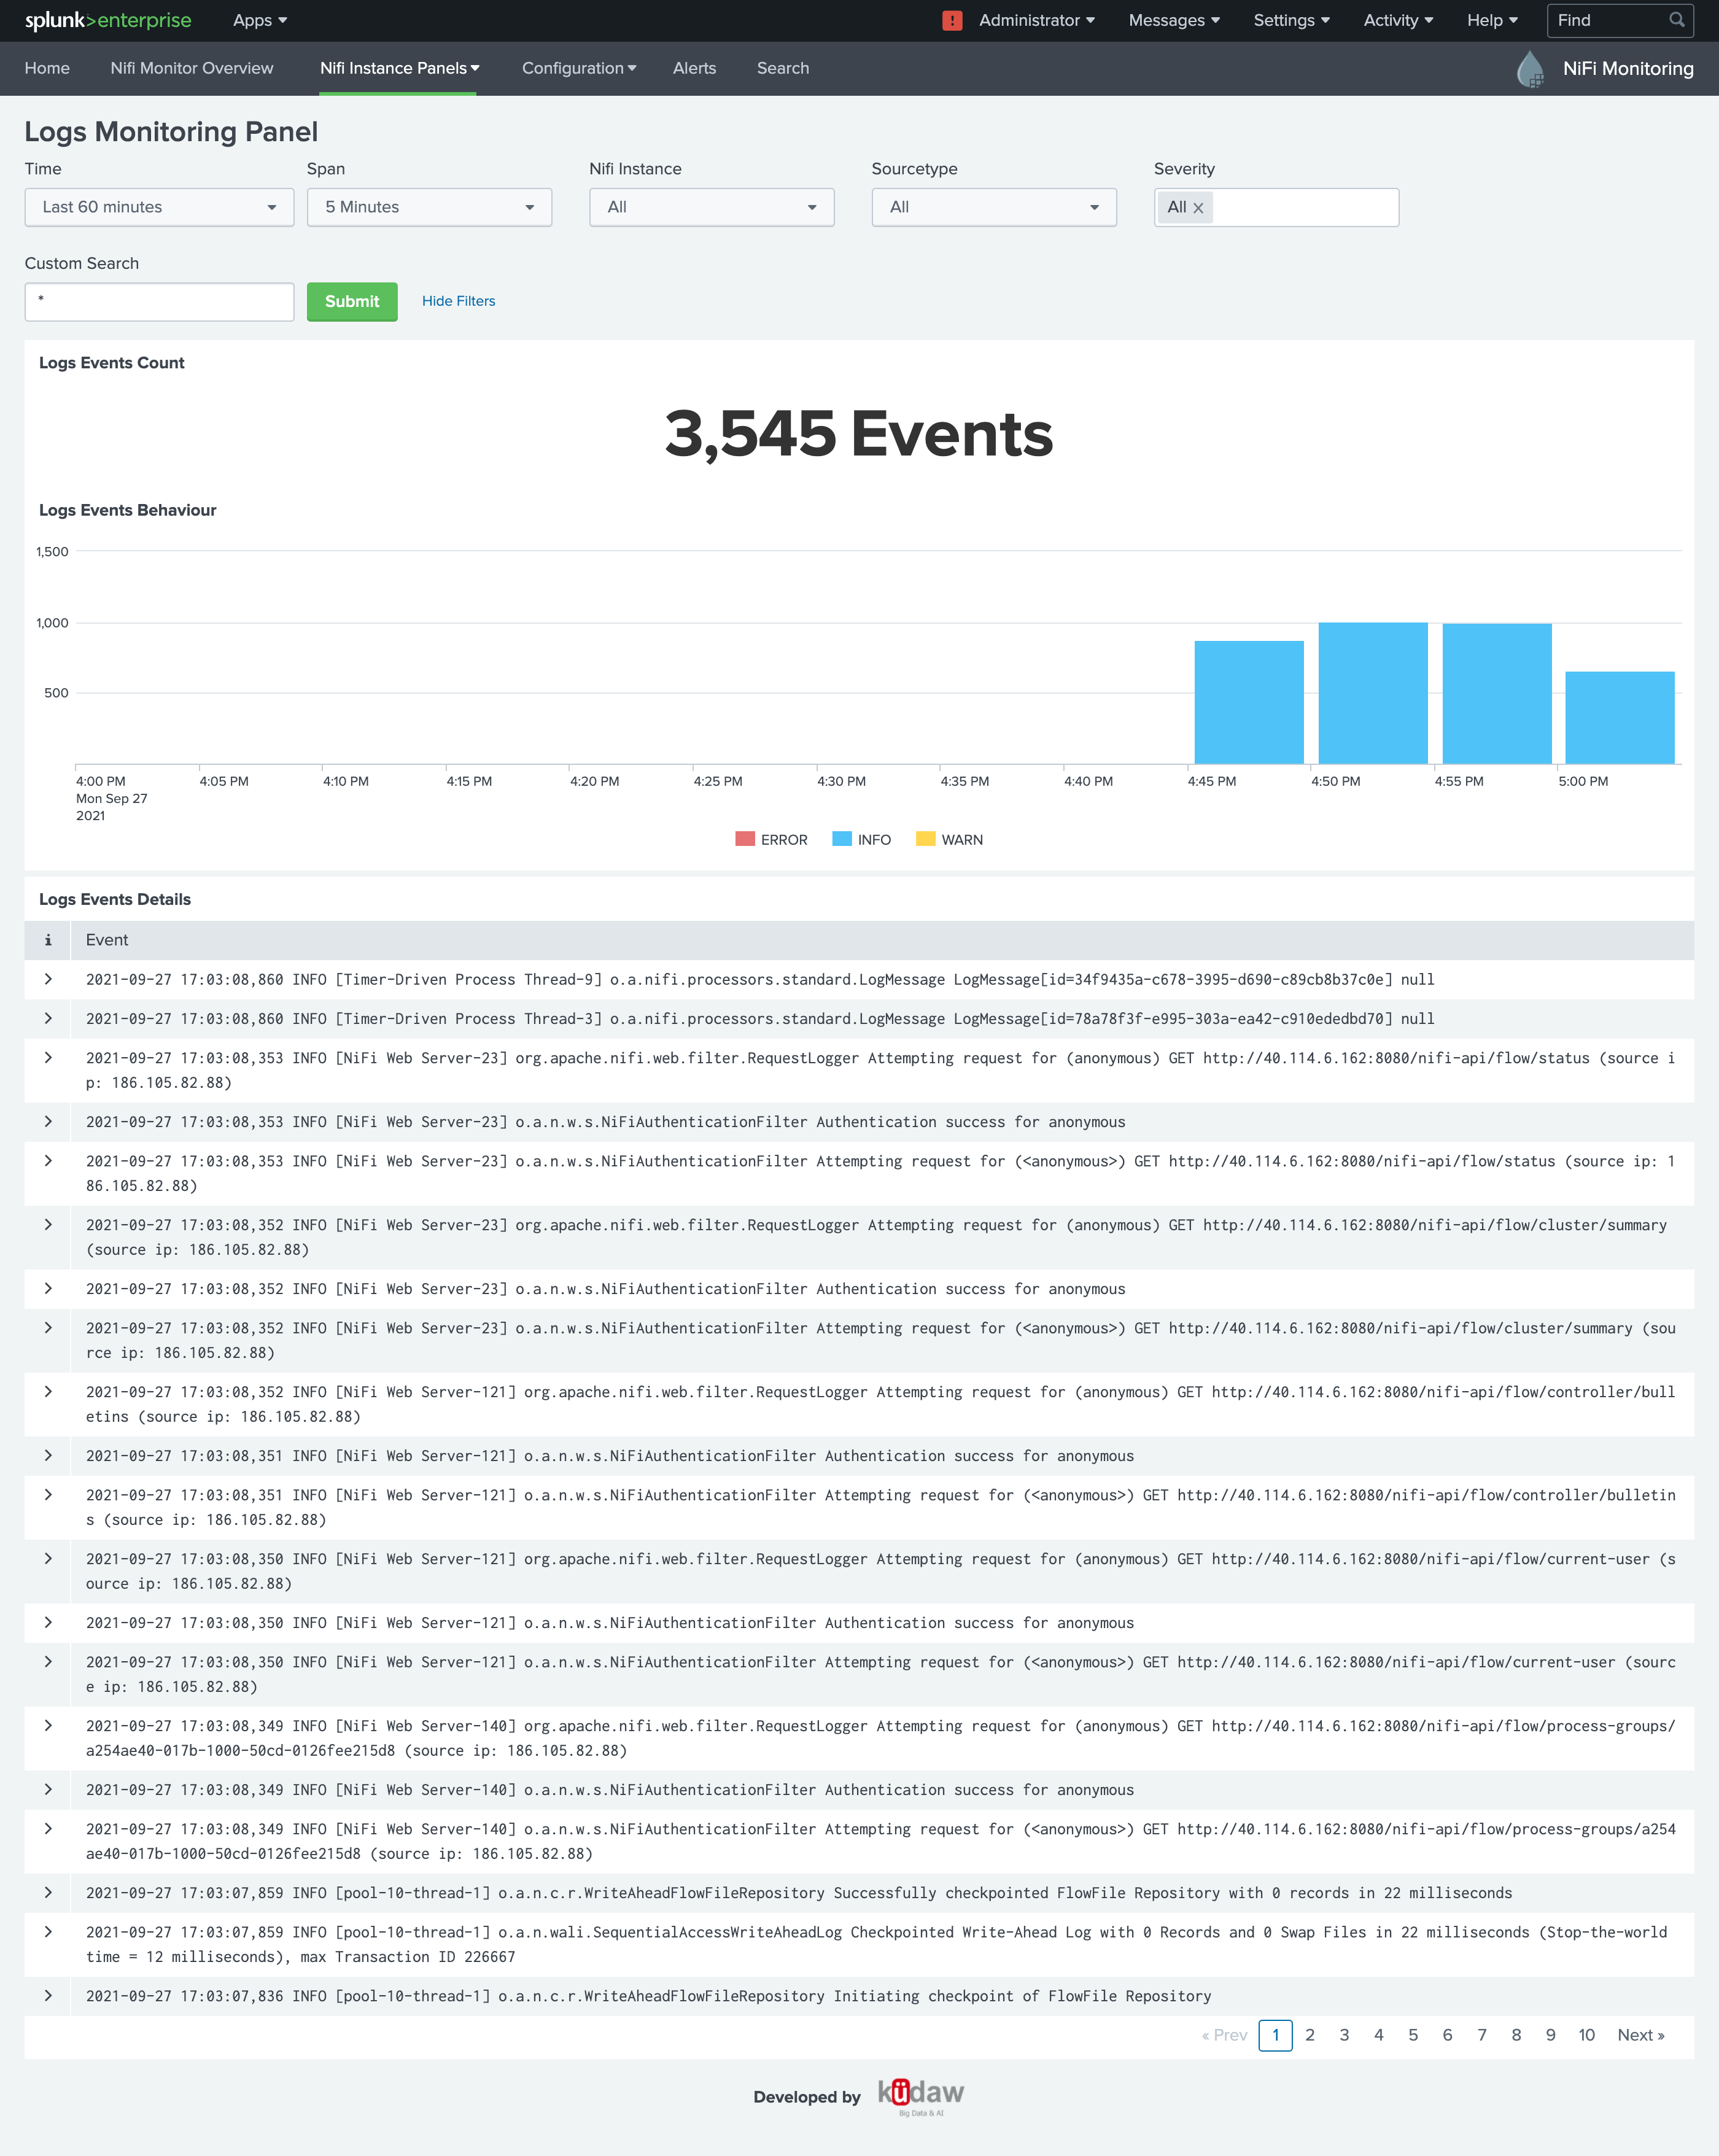 splunk>enterprise Apps ! Administrator Messages Settings Activity Help Find
Home Nifi Monitor Overview Nifi Instance Panels Configuration Alerts Search NiFi Monitoring
Logs Monitoring Panel
Time Span Nifi Instance Sourcetype Severity
Last 60 minutes 5 Minutes All All All
Custom Search
* Submit Hide Filters
Logs Events Count
3,545 Events
Logs Events Behaviour
1,500
1,000
500
4:00 PM 4:05 PM 4:10 PM 4:15 PM 4:20 PM 4:25 PM 4:30 PM 4:35 PM 4:40 PM 4:45 PM 4:50 PM 4:55 PM 5:00 PM
Mon Sep 27
2021
ERROR INFO WARN
Logs Events Details
i Event
2021-09-27 17:03:08,860 INFO [Timer-Driven Process Thread-9] o.a.nifi.processors.standard.LogMessage LogMessage[id=34f9435a-c678-3995-d690-c89cb8b37c0e] null
2021-09-27 17:03:08,860 INFO [Timer-Driven Process Thread-3] o.a.nifi.processors.standard.LogMessage LogMessage[id=78a78f3f-e995-303a-ea42-c910ededbd70] null
2021-09-27 17:03:08,353 INFO [NiFi Web Server-23] org.apache.nifi.web.filter.RequestLogger Attempting request for (anonymous) GET http://40.114.6.162:8080/nifi-api/flow/status (source i
p: 186.105.82.88)
2021-09-27 17:03:08,353 INFO [NiFi Web Server-23] o.a.n.w.s.NiFiAuthenticationFilter Authentication success for anonymous
2021-09-27 17:03:08,353 INFO [NiFi Web Server-23] o.a.n.w.s.NiFiAuthenticationFilter Attempting request for (<anonymous>) GET http://40.114.6.162:8080/nifi-api/flow/status (source ip: 1
86.105.82.88)
2021-09-27 17:03:08,352 INFO [NiFi Web Server-23] org.apache.nifi.web.filter.RequestLogger Attempting request for (anonymous) GET http://40.114.6.162:8080/nifi-api/flow/cluster/summary
(source ip: 186.105.82.88)
2021-09-27 17:03:08,352 INFO [NiFi Web Server-23] o.a.n.w.s.NiFiAuthenticationFilter Authentication success for anonymous
2021-09-27 17:03:08,352 INFO [NiFi Web Server-23] o.a.n.w.s.NiFiAuthenticationFilter Attempting request for (<anonymous>) GET http://40.114.6.162:8080/nifi-api/flow/cluster/summary (sou
rce ip: 186.105.82.88)
2021-09-27 17:03:08,352 INFO [NiFi Web Server-121] org.apache.nifi.web.filter.RequestLogger Attempting request for (anonymous) GET http://40.114.6.162:8080/nifi-api/flow/controller/bull
etins (source ip: 186.105.82.88)
2021-09-27 17:03:08,351 INFO [NiFi Web Server-121] o.a.n.w.s.NiFiAuthenticationFilter Authentication success for anonymous
2021-09-27 17:03:08,351 INFO [NiFi Web Server-121] o.a.n.w.s.NiFiAuthenticationFilter Attempting request for (<anonymous>) GET http://40.114.6.162:8080/nifi-api/flow/controller/bulletin
s (source ip: 186.105.82.88)
2021-09-27 17:03:08,350 INFO [NiFi Web Server-121] org.apache.nifi.web.filter.RequestLogger Attempting request for (anonymous) GET http://40.114.6.162:8080/nifi-api/flow/current-user (s
ource ip: 186.105.82.88)
2021-09-27 17:03:08,350 INFO [NiFi Web Server-121] o.a.n.w.s.NiFiAuthenticationFilter Authentication success for anonymous
2021-09-27 17:03:08,350 INFO [NiFi Web Server-121] o.a.n.w.s.NiFiAuthenticationFilter Attempting request for (<anonymous>) GET http://40.114.6.162:8080/nifi-api/flow/current-user (sourc
e ip: 186.105.82.88)
2021-09-27 17:03:08,349 INFO [NiFi Web Server-140] org.apache.nifi.web.filter.RequestLogger Attempting request for (anonymous) GET http://40.114.6.162:8080/nifi-api/flow/process-groups/
a254ae40-017b-1000-50cd-0126fee215d8 (source ip: 186.105.82.88)
2021-09-27 17:03:08,349 INFO [NiFi Web Server-140] o.a.n.w.s.NiFiAuthenticationFilter Authentication success for anonymous
2021-09-27 17:03:08,349 INFO [NiFi Web Server-140] o.a.n.w.s.NiFiAuthenticationFilter Attempting request for (<anonymous>) GET http://40.114.6.162:8080/nifi-api/flow/process-groups/a254
ae40-017b-1000-50cd-0126fee215d8 (source ip: 186.105.82.88)
2021-09-27 17:03:07,859 INFO [pool-10-thread-1] o.a.n.c.r.WriteAheadFlowFileRepository Successfully checkpointed FlowFile Repository with 0 records in 22 milliseconds
2021-09-27 17:03:07,859 INFO [pool-10-thread-1] o.a.n.wali.SequentialAccessWriteAheadLog Checkpointed Write-Ahead Log with 0 Records and 0 Swap Files in 22 milliseconds (Stop-the-world
time = 12 milliseconds), max Transaction ID 226667
2021-09-27 17:03:07,836 INFO [pool-10-thread-1] o.a.n.c.r.WriteAheadFlowFileRepository Initiating checkpoint of FlowFile Repository
« Prev 1 2 3 4 5 6 7 8 9 10 Next »
Developed by küdaw
Big Data & AI